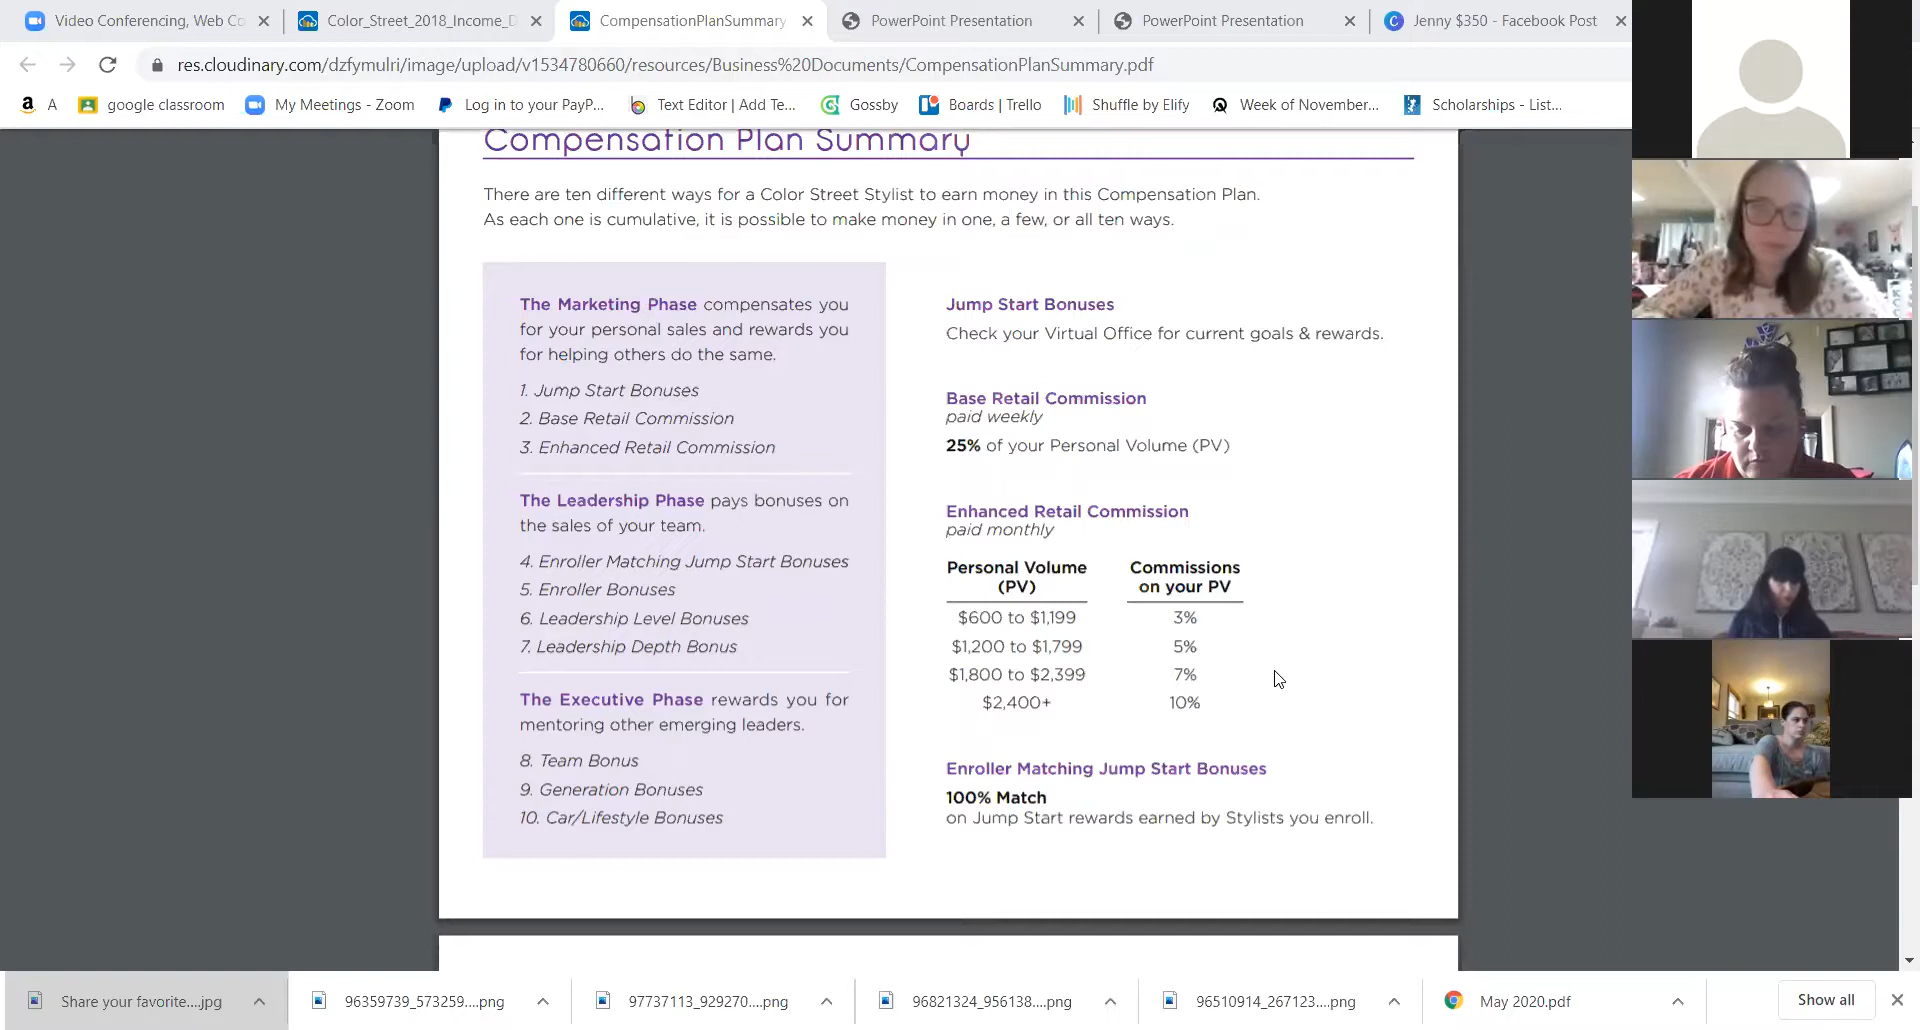 Video Conferencing, Web Co
Color_Street_2018_Income_D
CompensationPlanSummary
PowerPoint Presentation
PowerPoint Presentation
Jenny $350 - Facebook Post
res.cloudinary.com/dzfymulri/image/upload/v1534780660/resources/Business%20Documents/CompensationPlanSummary.pdf
A
google classroom
My Meetings - Zoom
Log in to your PayP...
Text Editor | Add Te...
Gossby
Boards | Trello
Shuffle by Elify
Week of November...
Scholarships - List...
Compensation Plan Summary
There are ten different ways for a Color Street Stylist to earn money in this Compensation Plan.
As each one is cumulative, it is possible to make money in one, a few, or all ten ways.
The Marketing Phase compensates you
for your personal sales and rewards you
for helping others do the same.
1. Jump Start Bonuses
2. Base Retail Commission
3. Enhanced Retail Commission
The Leadership Phase pays bonuses on
the sales of your team.
4. Enroller Matching Jump Start Bonuses
5. Enroller Bonuses
6. Leadership Level Bonuses
7. Leadership Depth Bonus
The Executive Phase rewards you for
mentoring other emerging leaders.
8. Team Bonus
9. Generation Bonuses
10. Car/Lifestyle Bonuses
Jump Start Bonuses
Check your Virtual Office for current goals & rewards.
Base Retail Commission
paid weekly
25% of your Personal Volume (PV)
Enhanced Retail Commission
paid monthly
Personal Volume (PV) Commissions on your PV
$600 to $1,199 3%
$1,200 to $1,799 5%
$1,800 to $2,399 7%
$2,400+ 10%
Enroller Matching Jump Start Bonuses
100% Match
on Jump Start rewards earned by Stylists you enroll.
Share your favorite....jpg
96359739_573259....png
97737113_929270....png
96821324_956138....png
96510914_267123....png
May 2020.pdf
Show all